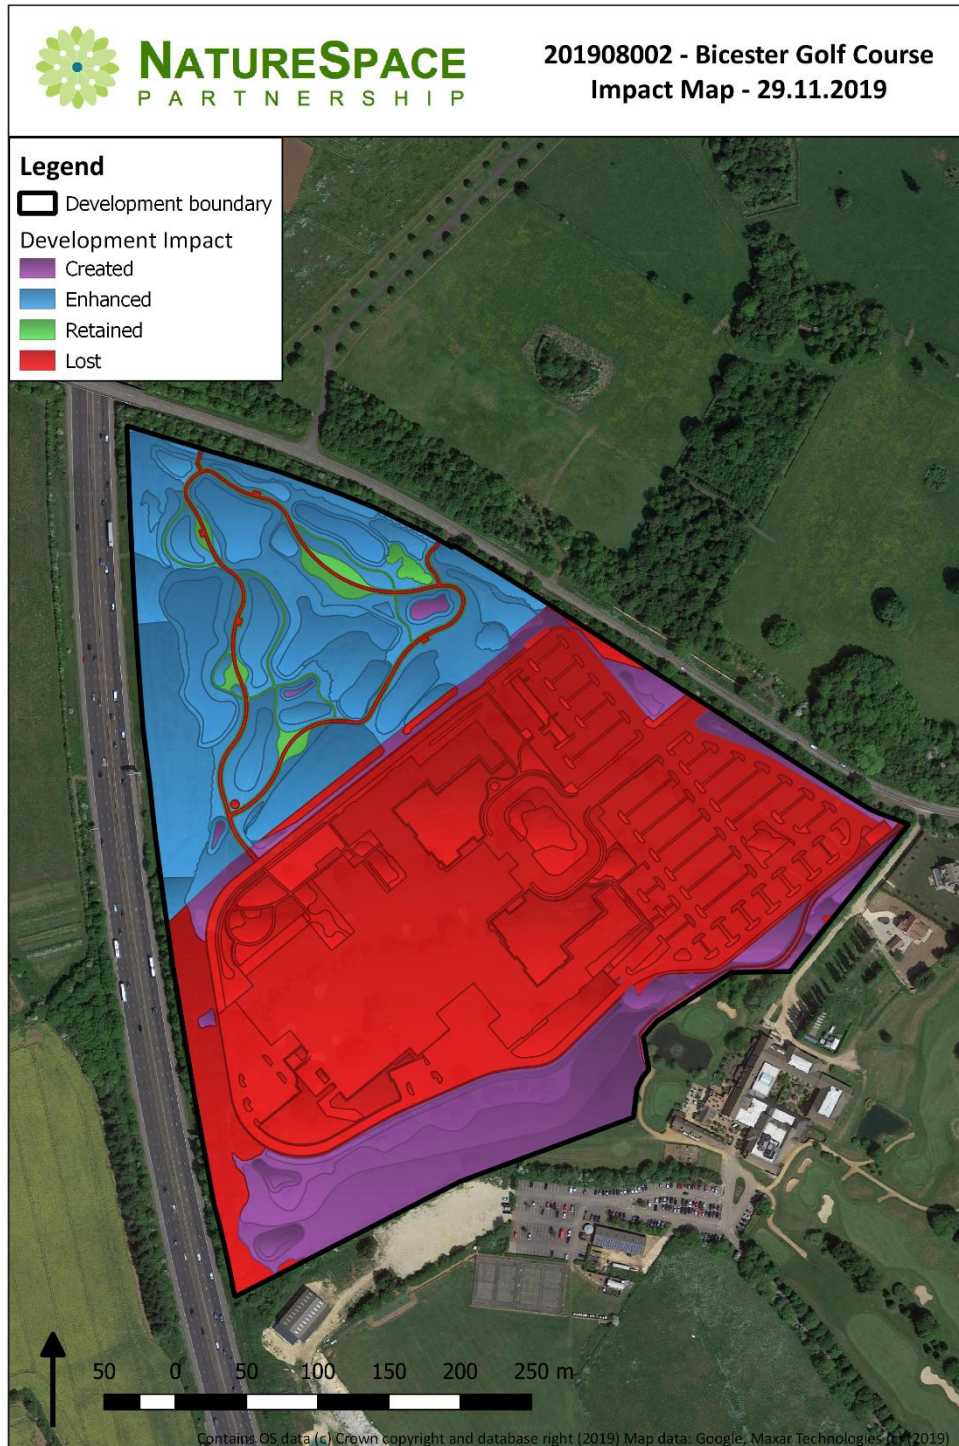 NATURESPACE
PARTNERSHIP
201908002 - Bicester Golf Course
Impact Map - 29.11.2019
Legend
Development boundary
Development Impact
Created
Enhanced
Retained
Lost
50 0 50 100 150 200 250 m
Contains OS data (c) Crown copyright and database right (2019) Map data: Google, Maxar Technologies (c) (2019)